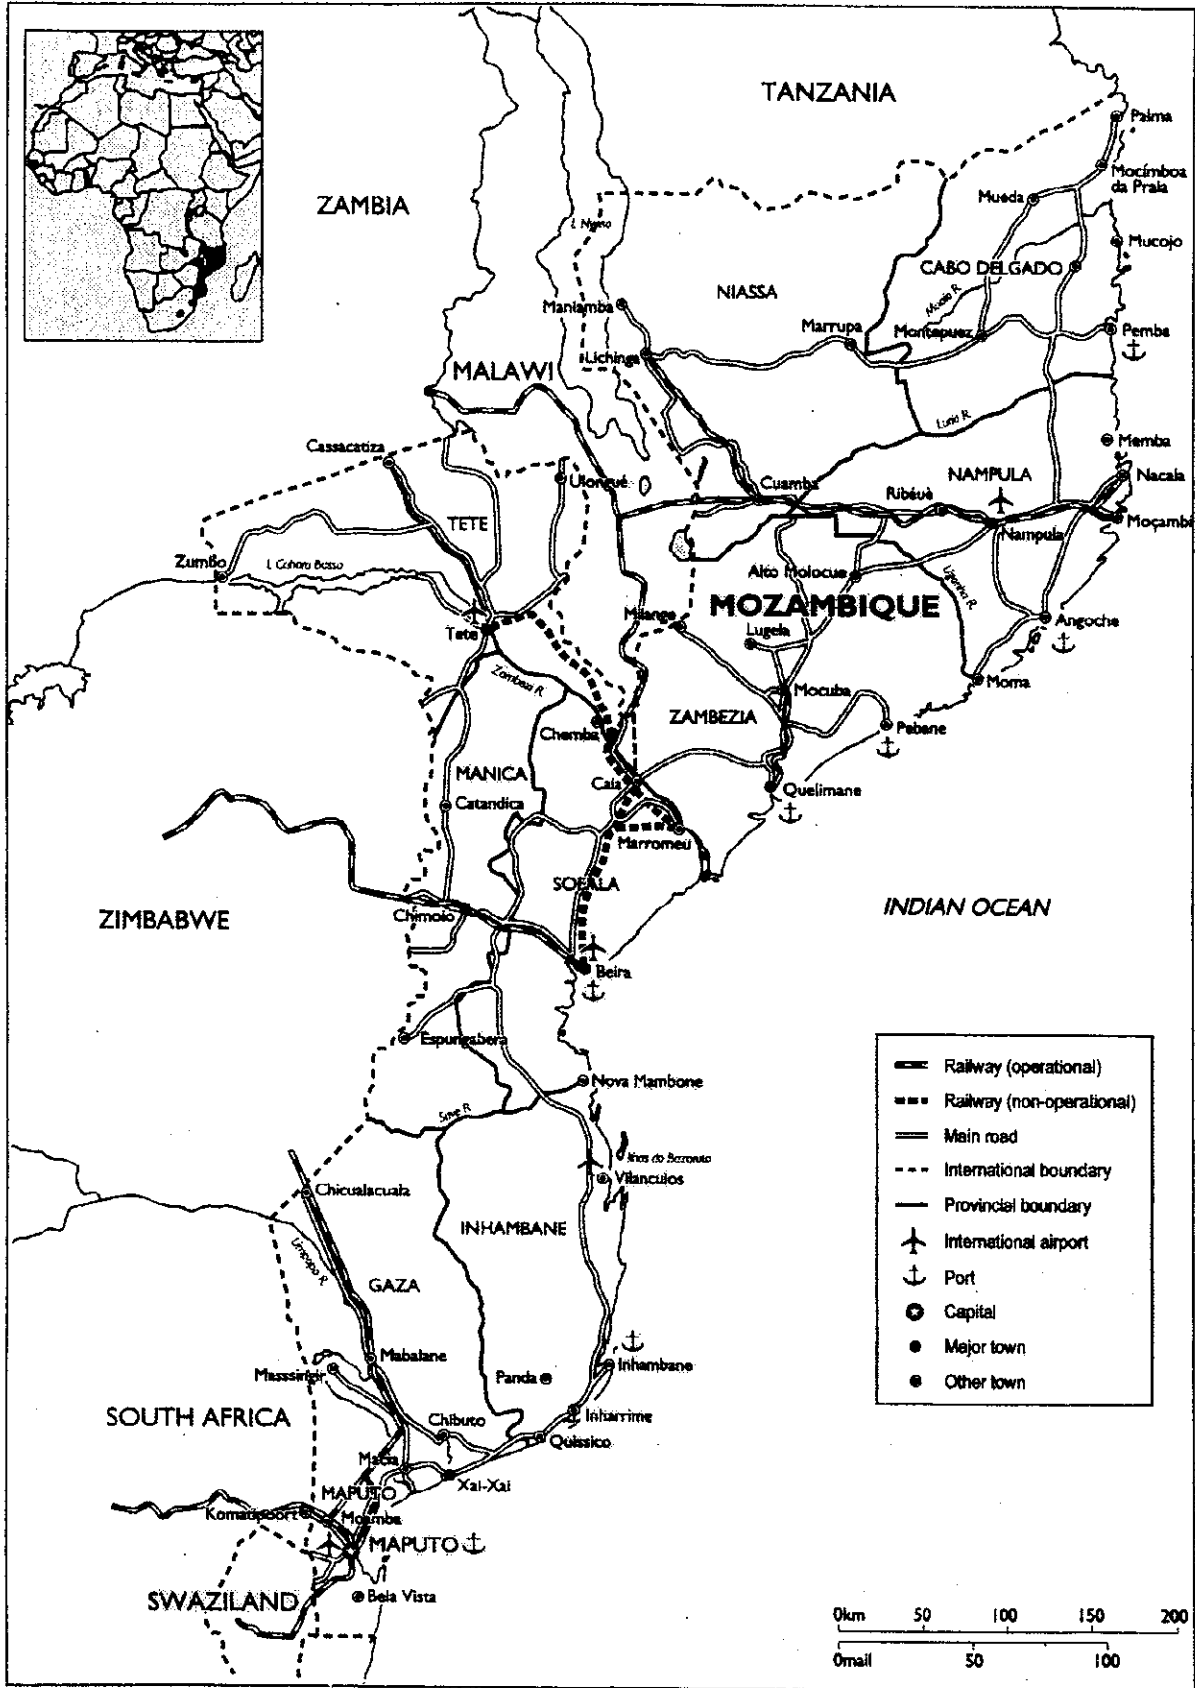 TANZANIA
Palma
Mocímboa
da Praia
Mueda
ZAMBIA
L. Nyasa
Mucojo
CABO DELGADO
NIASSA
Maniamba
Marrupa
Montepuez
Pemba
Lichinga
MALAWI
Lurio R.
Memba
Cassacatiza
NAMPULA
Nacala
Cuamba
Ulongué
Ribáuè
TETE
Moçambi
Nampula
Zumbo
L. Cahora Bassa
Alto Molocue
Ligonha R.
MOZAMBIQUE
Milange
Angoche
Tete
Lugela
Zambeze R.
Moma
Mocuba
ZAMBEZIA
Pebane
Chemba
MANICA
Caia
Quelimane
Catandica
Marromeu
SOFALA
INDIAN OCEAN
ZIMBABWE
Chimoio
Beira
Espungabera
Railway (operational)
Nova Mambone
Railway (non-operational)
Save R.
Main road
Ilhas do Bazaruto
International boundary
Vilanculos
Chicualacuala
Provincial boundary
INHAMBANE
International airport
Limpopo R.
GAZA
Port
Capital
Mabalane
Major town
Inhambane
Masssingir
Panda
Other town
SOUTH AFRICA
Inharrime
Chibuto
Quissico
Macia
Xai-Xai
MAPUTO
Komatipoort
Moamba
MAPUTO
Bela Vista
SWAZILAND
0km 50 100 150 200
0mail 50 100